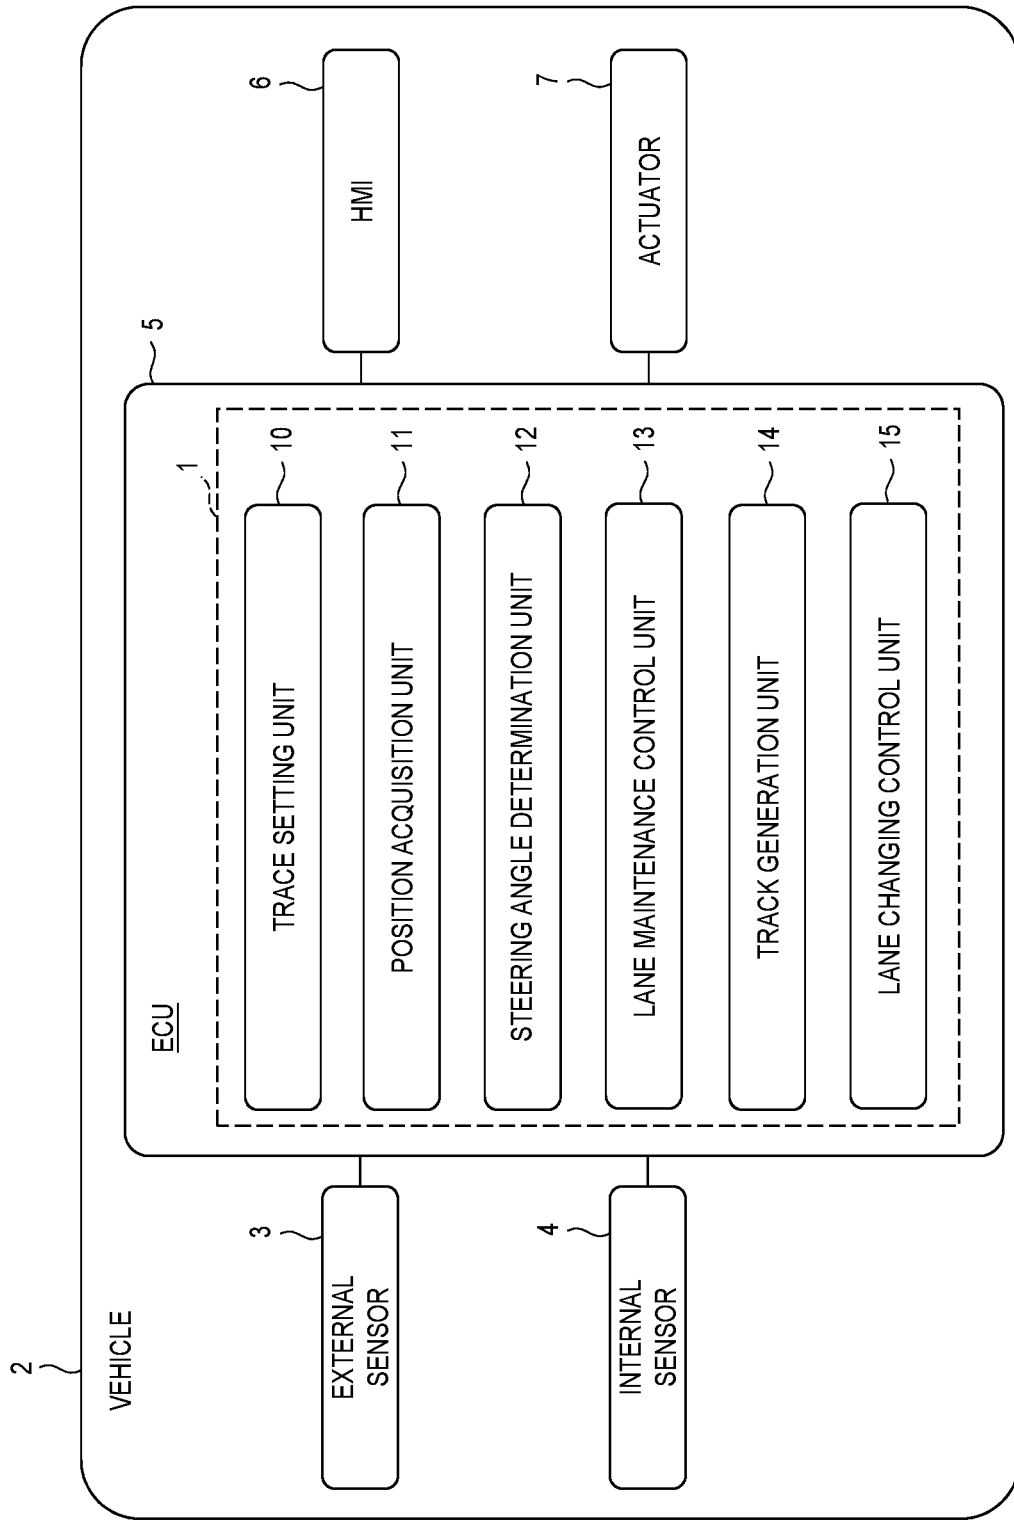 2
VEHICLE
3
EXTERNAL
SENSOR
4
INTERNAL
SENSOR
5
ECU
1
TRACE SETTING UNIT
10
POSITION ACQUISITION UNIT
11
STEERING ANGLE DETERMINATION UNIT
12
LANE MAINTENANCE CONTROL UNIT
13
TRACK GENERATION UNIT
14
LANE CHANGING CONTROL UNIT
15
6
HMI
7
ACTUATOR